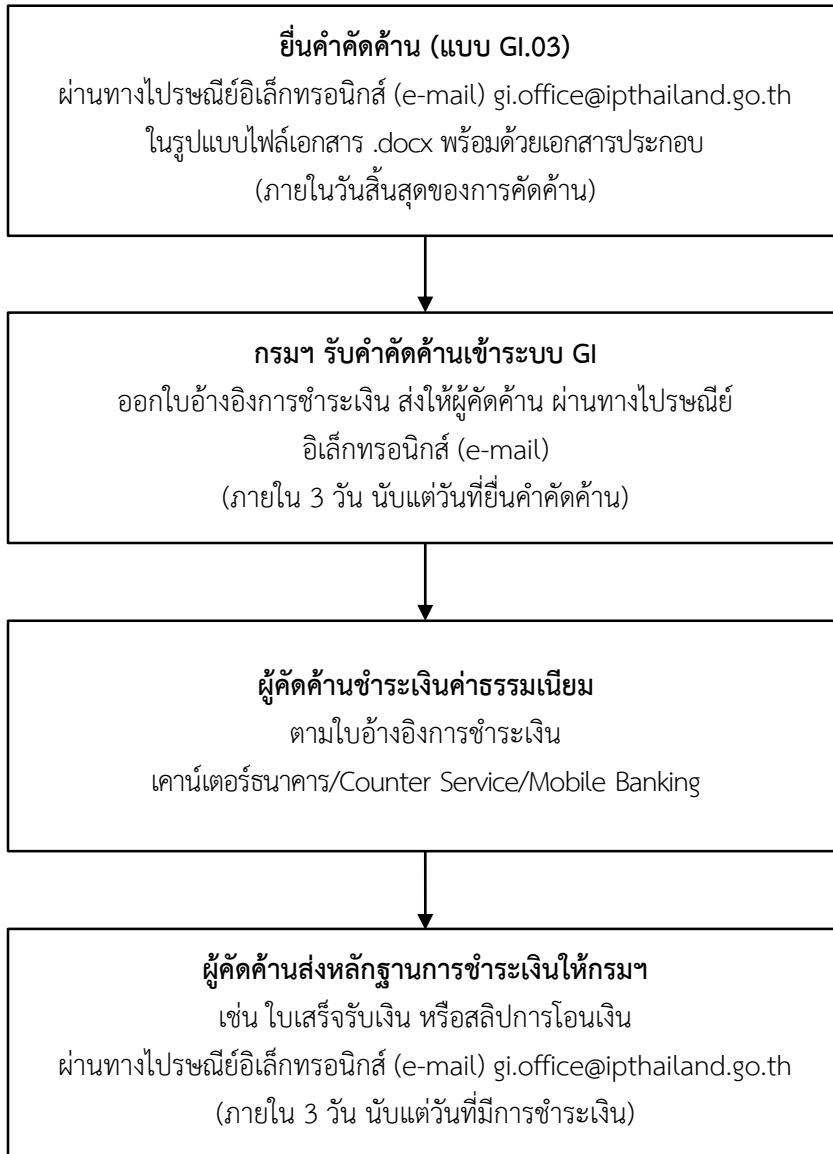 ยื่นคำคัดค้าน (แบบ GI.03)
ผ่านทางไปรษณีย์อิเล็กทรอนิกส์ (e-mail) gi.office@ipthailand.go.th
ในรูปแบบไฟล์เอกสาร .docx พร้อมด้วยเอกสารประกอบ
(ภายในวันสิ้นสุดของการคัดค้าน)
กรมฯ รับคำคัดค้านเข้าระบบ GI
ออกใบอ้างอิงการชำระเงิน ส่งให้ผู้คัดค้าน ผ่านทางไปรษณีย์
อิเล็กทรอนิกส์ (e-mail)
(ภายใน 3 วัน นับแต่วันที่ยื่นคำคัดค้าน)
ผู้คัดค้านชำระเงินค่าธรรมเนียม
ตามใบอ้างอิงการชำระเงิน
เคาน์เตอร์ธนาคาร/Counter Service/Mobile Banking
ผู้คัดค้านส่งหลักฐานการชำระเงินให้กรมฯ
เช่น ใบเสร็จรับเงิน หรือสลิปการโอนเงิน
ผ่านทางไปรษณีย์อิเล็กทรอนิกส์ (e-mail) gi.office@ipthailand.go.th
(ภายใน 3 วัน นับแต่วันที่มีการชำระเงิน)